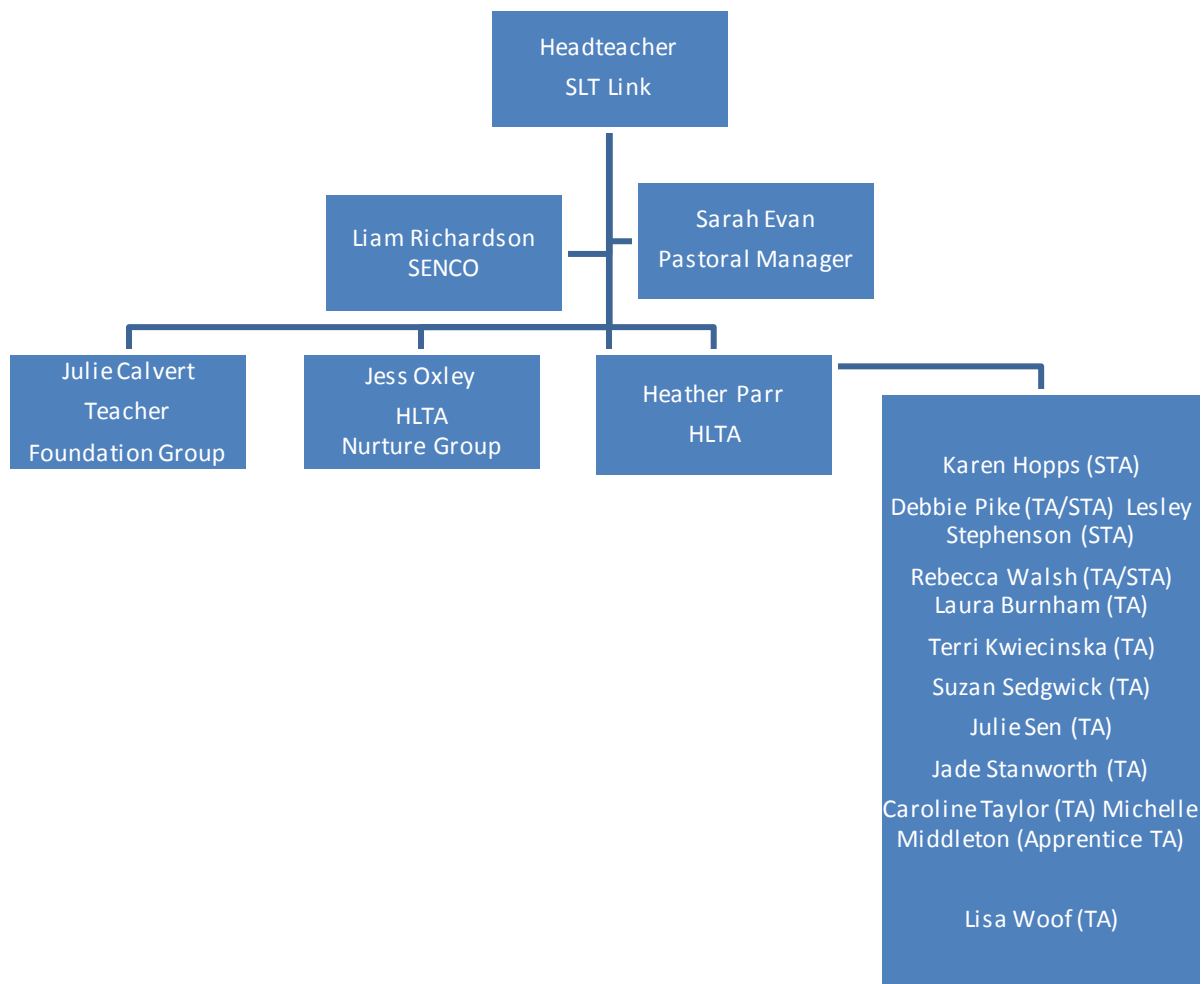 Headteacher
SLT Link
Liam Richardson
SENCO
Sarah Evan
Pastoral Manager
Julie Calvert
Teacher
Foundation Group
Jess Oxley
HLTA
Nurture Group
Heather Parr
HLTA
Karen Hopps (STA)
Debbie Pike (TA/STA) Lesley
Stephenson (STA)
Rebecca Walsh (TA/STA)
Laura Burnham (TA)
Terri Kwiecinska (TA)
Suzan Sedgwick (TA)
Julie Sen (TA)
Jade Stanworth (TA)
Caroline Taylor (TA) Michelle
Middleton (Apprentice TA)
Lisa Woof (TA)